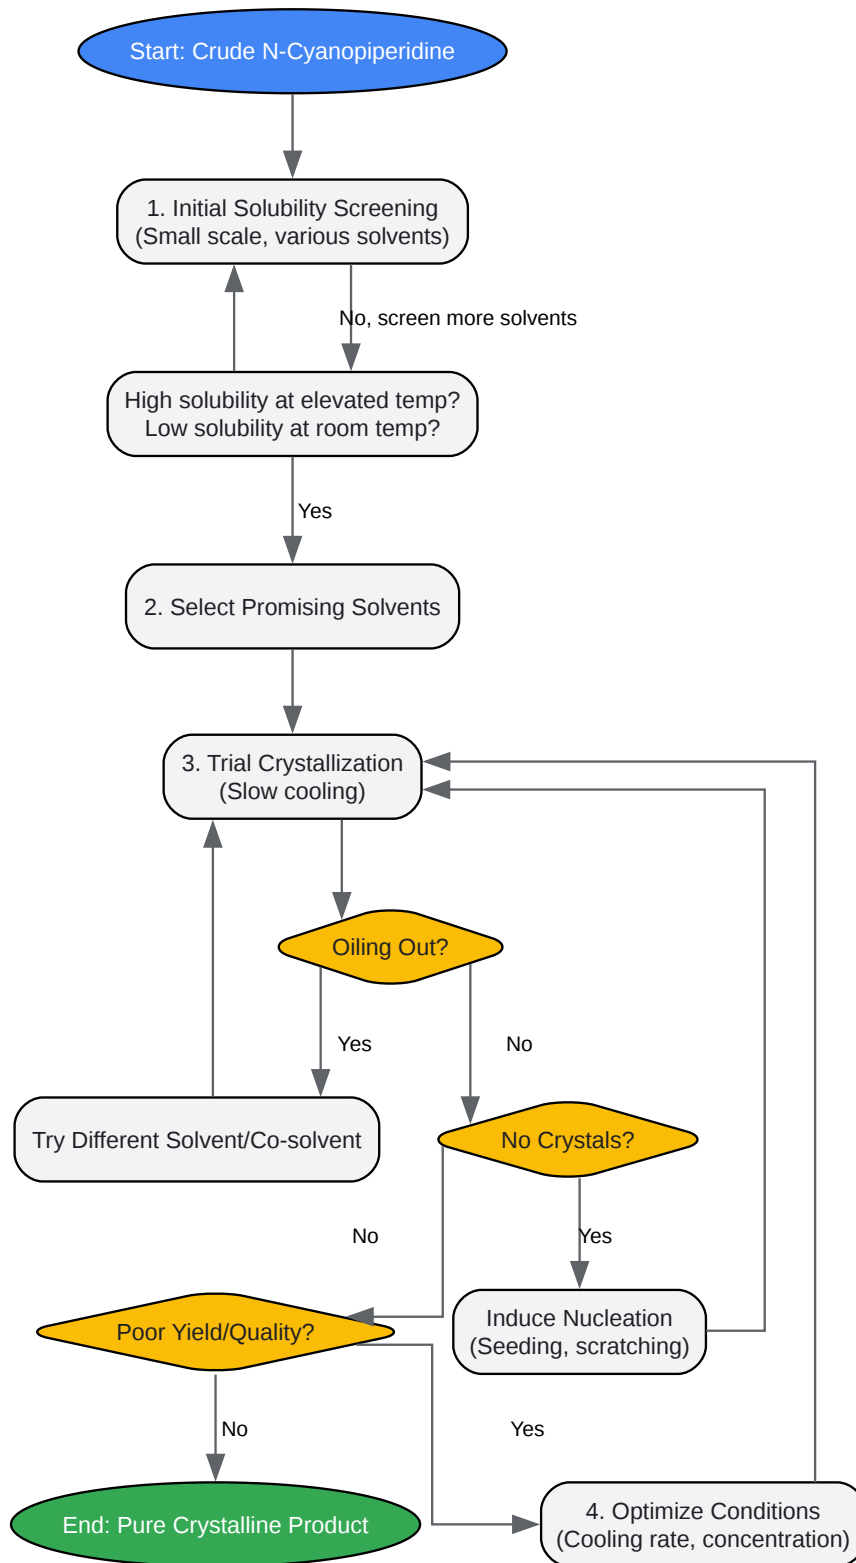 Start: Crude N-Cyanopiperidine
1. Initial Solubility Screening
(Small scale, various solvents)
No, screen more solvents
High solubility at elevated temp?
Low solubility at room temp?
Yes
2. Select Promising Solvents
3. Trial Crystallization
(Slow cooling)
Oiling Out?
Yes
No
Try Different Solvent/Co-solvent
No Crystals?
No
Yes
Poor Yield/Quality?
Induce Nucleation
(Seeding, scratching)
No
Yes
End: Pure Crystalline Product
4. Optimize Conditions
(Cooling rate, concentration)